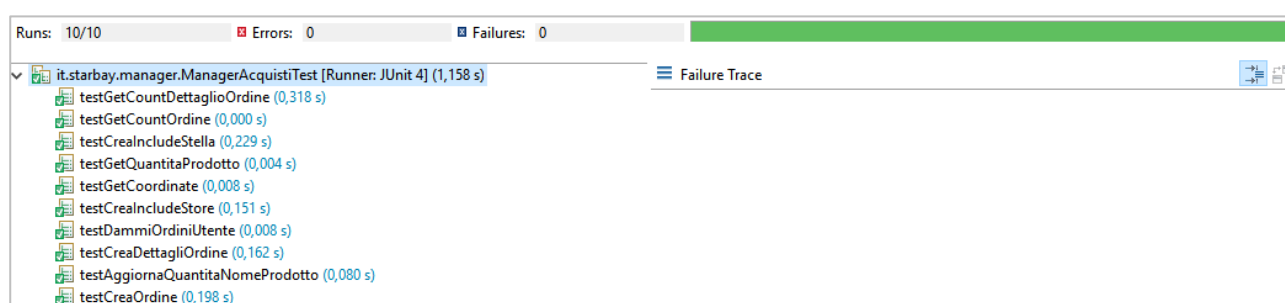 Runs: 10/10 Errors: 0 Failures: 0
it.starbay.manager.ManagerAcquistiTest [Runner: JUnit 4] (1,158 s)
Failure Trace
testGetCountDettaglioOrdine (0,318 s)
testGetCountOrdine (0,000 s)
testCreaIncludeStella (0,229 s)
testGetQuantitaProdotto (0,004 s)
testGetCoordinate (0,008 s)
testCreaIncludeStore (0,151 s)
testDammiOrdiniUtente (0,008 s)
testCreaDettagliOrdine (0,162 s)
testAggiornaQuantitaNomeProdotto (0,080 s)
testCreaOrdine (0,198 s)